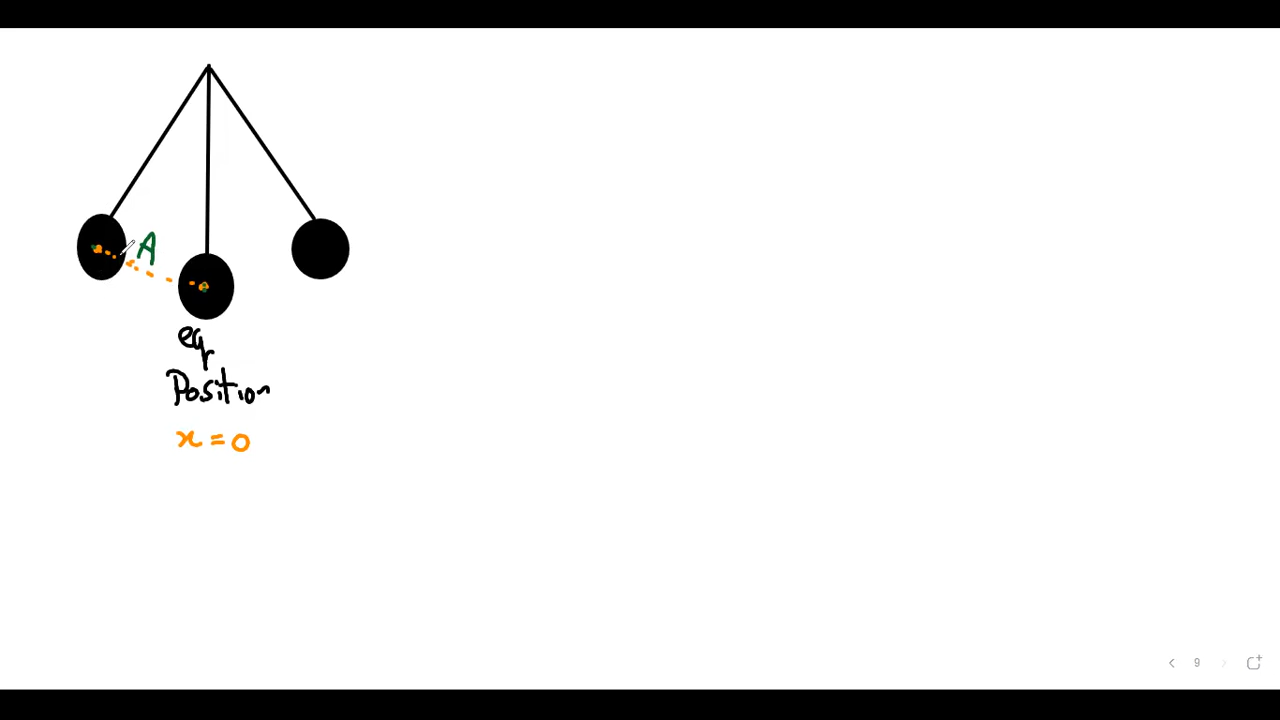 A
eq
Position
x = 0
9